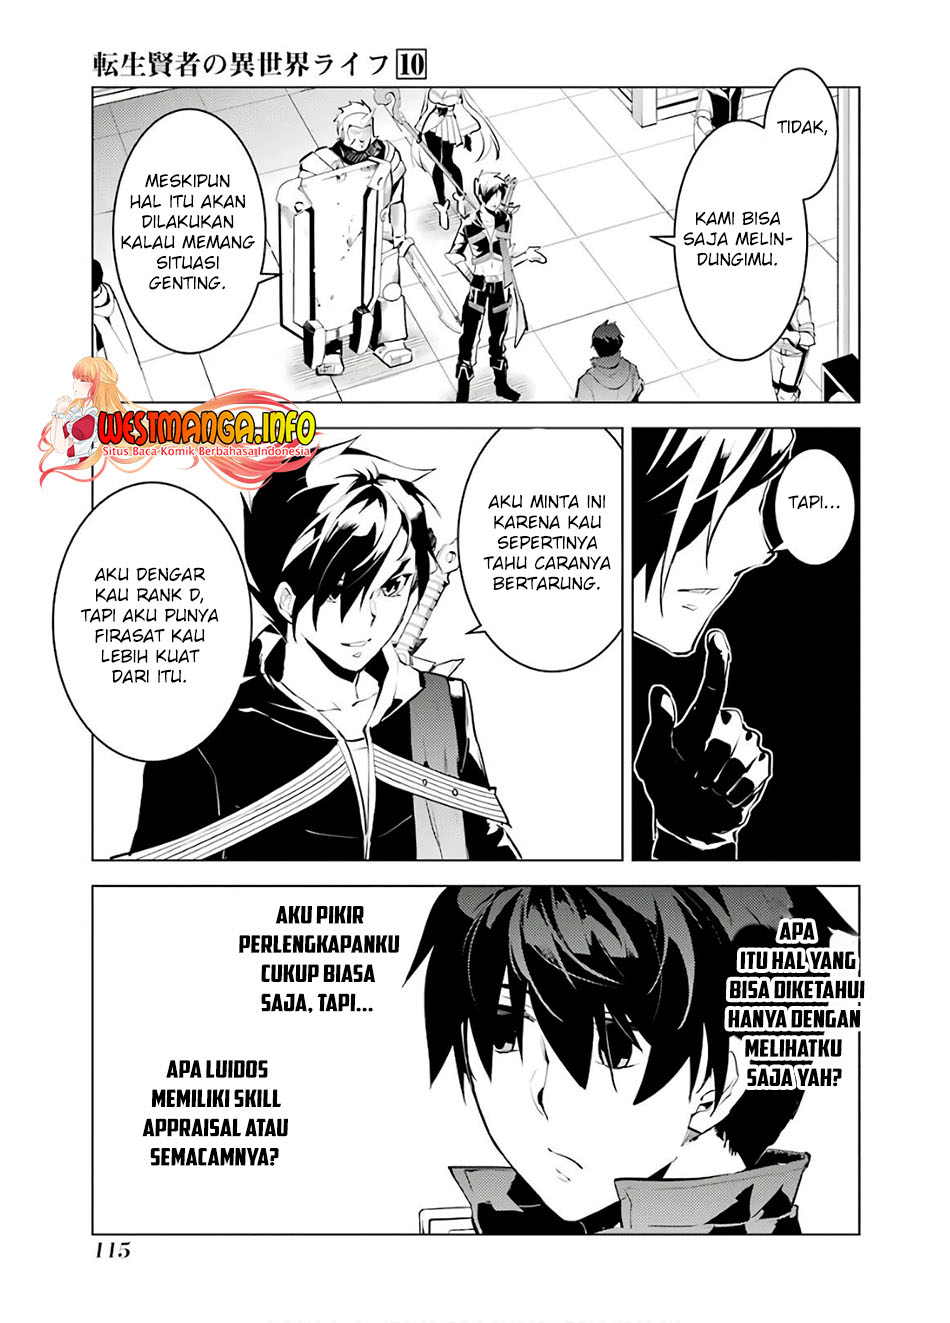 転生賢者の異世界ライフ10
TIDAK,
KAMI BISA
SAJA MELIN-
DUNGIMU.
MESKIPUN
HAL ITU AKAN
DILAKUKAN
KALAU MEMANG
SITUASI
GENTING.
WESTMANGA.INFO
Situs Baca Komik Berbahasa Indonesia
TAPI...
AKU MINTA INI
KARENA KAU
SEPERTINYA
TAHU CARANYA
BERTARUNG.
AKU DENGAR
KAU RANK D,
TAPI AKU PUNYA
FIRASAT KAU
LEBIH KUAT
DARI ITU.
APA
ITU HAL YANG
BISA DIKETAHUI
HANYA DENGAN
MELIHATKU
SAJA YAH?
AKU PIKIR
PERLENGKAPANKU
CUKUP BIASA
SAJA, TAPI...
APA LUIDOS
MEMILIKI SKILL
APPRAISAL ATAU
SEMACAMNYA?
115